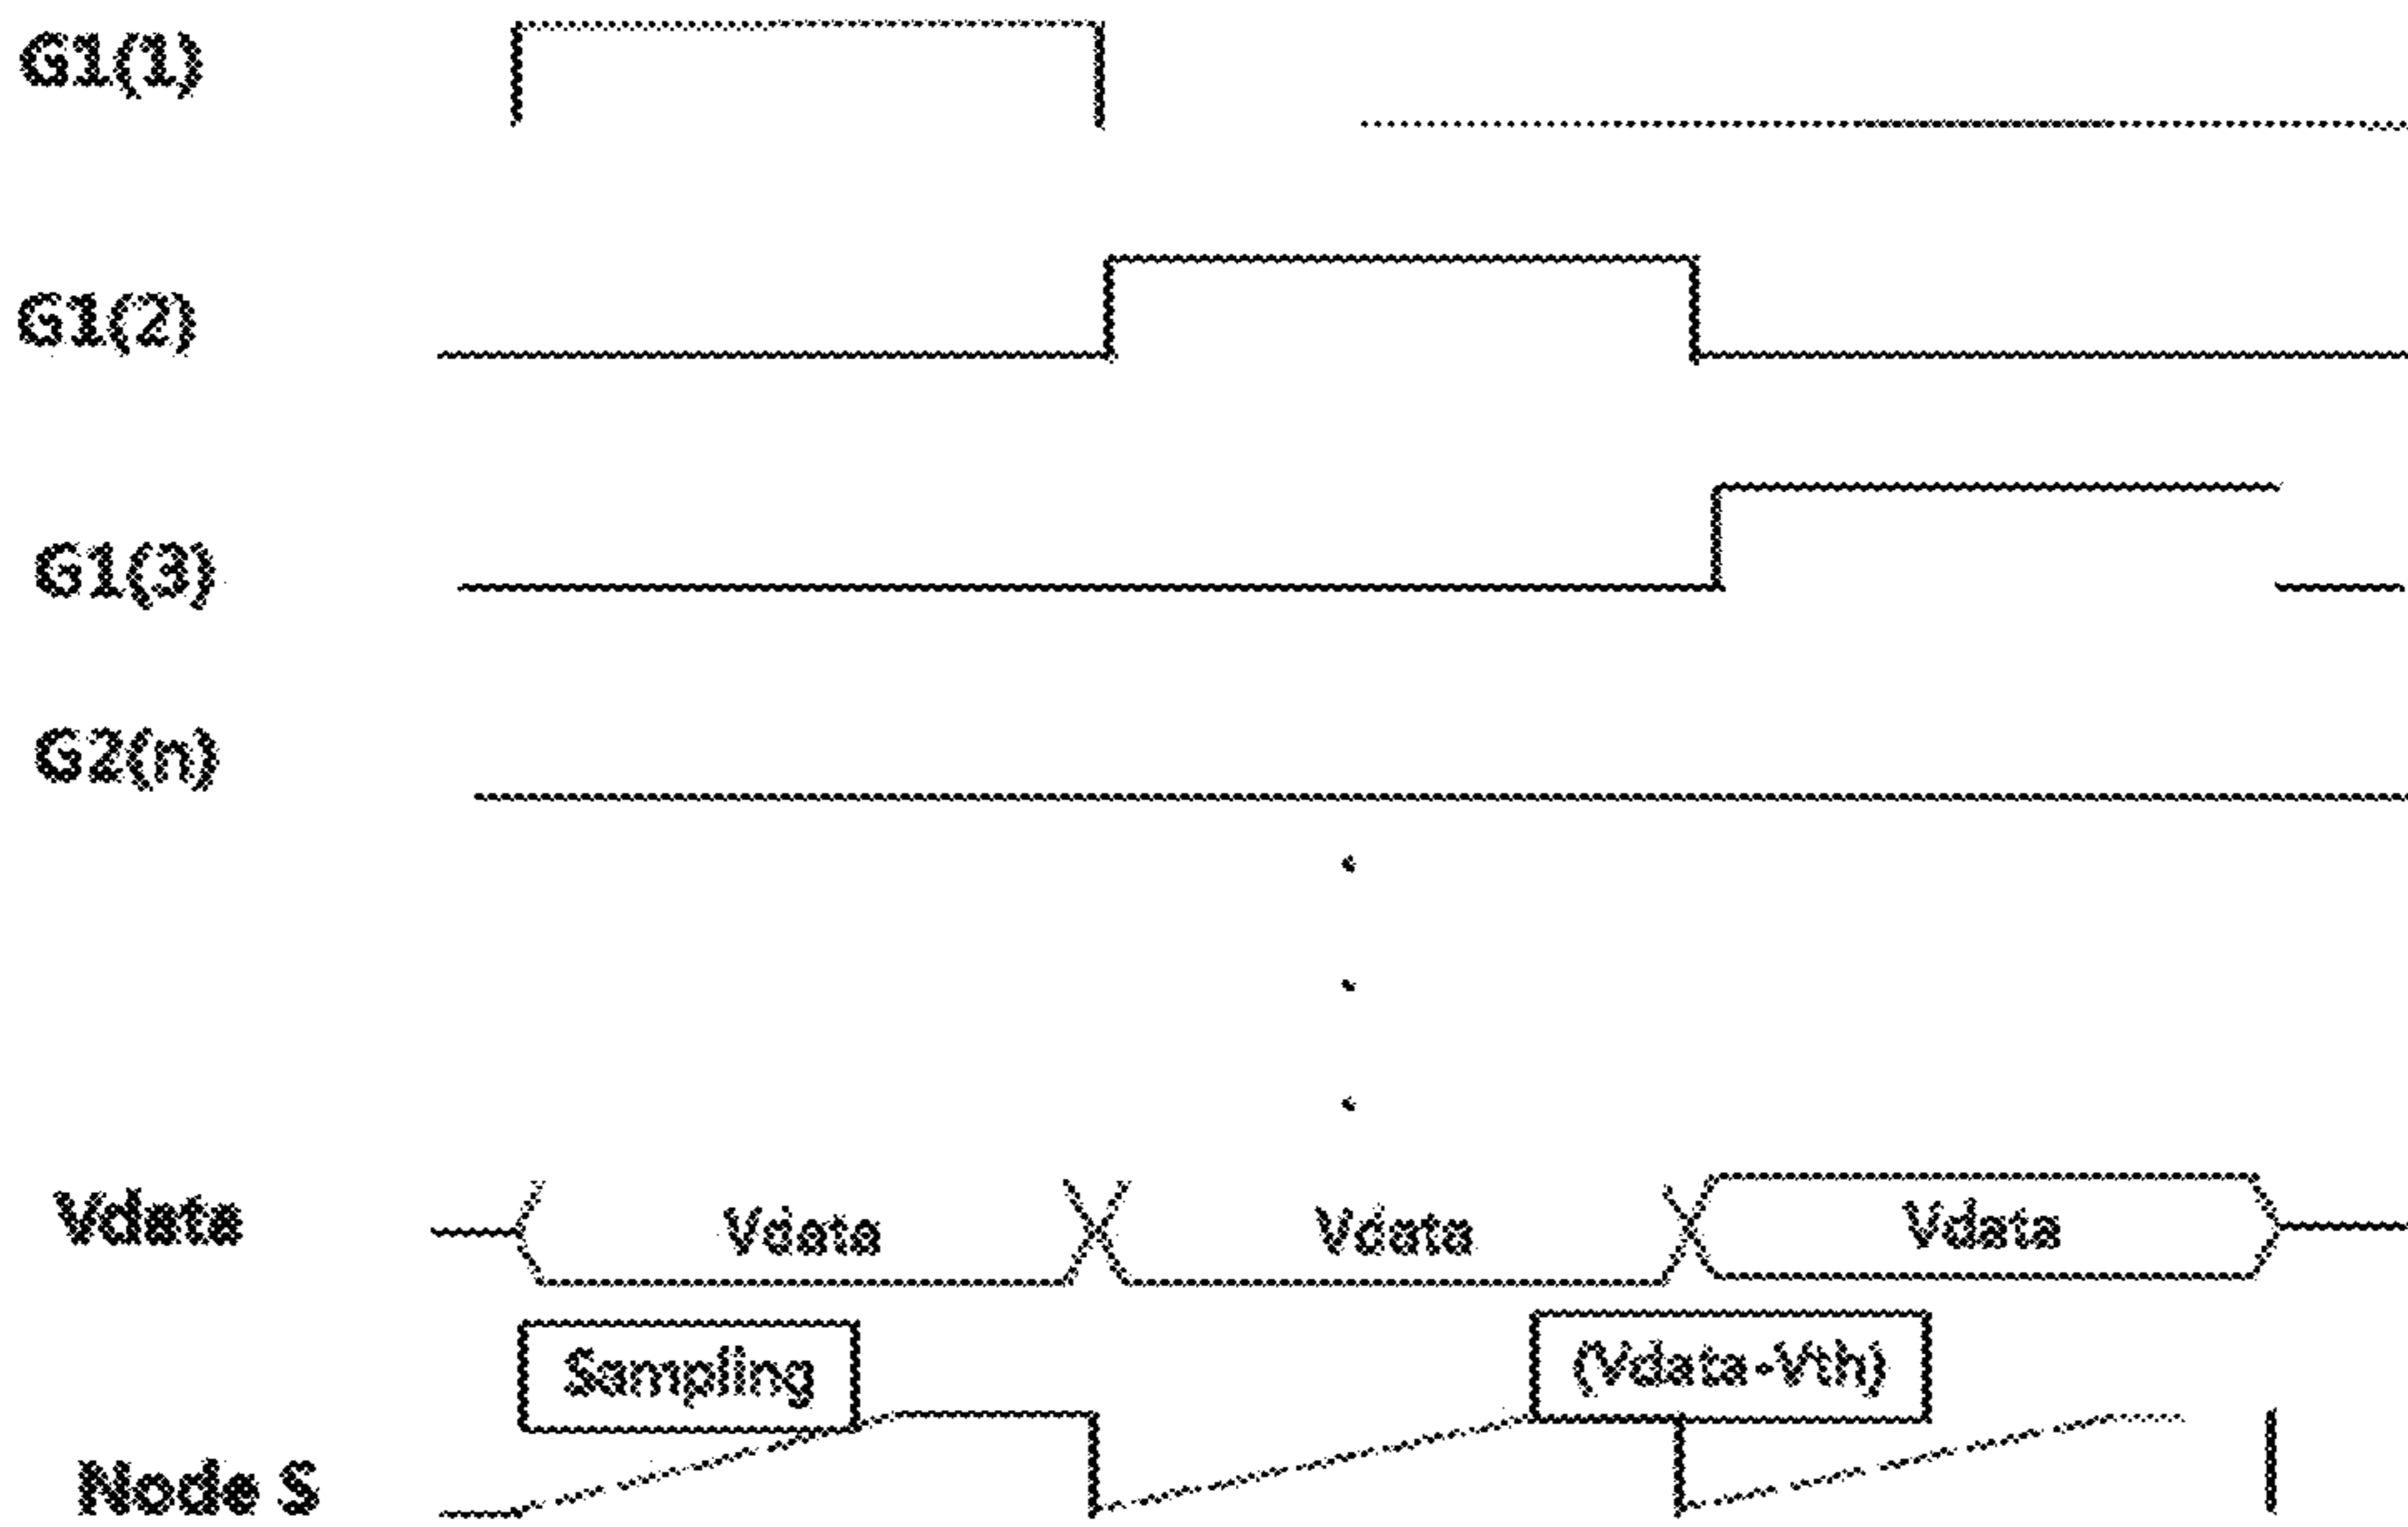 G1(1)
G1(2)
G1(3)
G2(n)
Vdata
Vdata
Vdata
Vdata
Sampling
(Vdata-Vth)
Node S